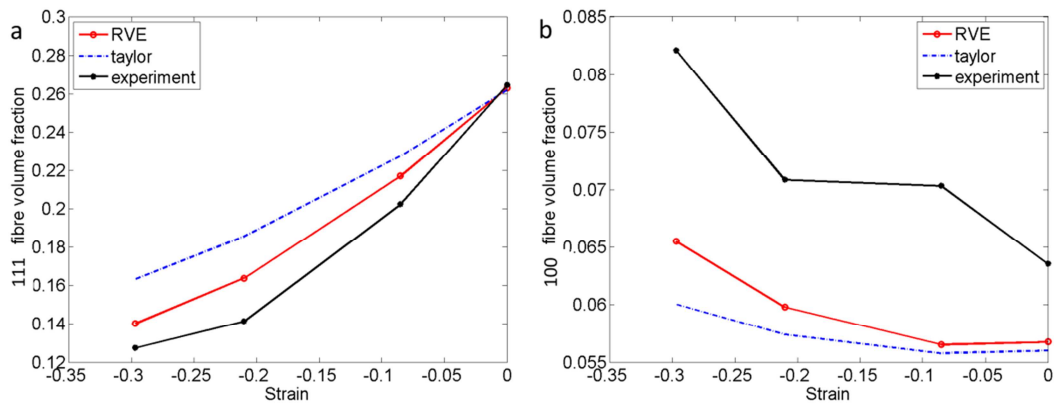 a
0.3
0.28
0.26
0.24
0.22
0.2
0.18
0.16
0.14
0.12
111 fibre volume fraction
RVE
taylor
experiment
-0.35 -0.3 -0.25 -0.2 -0.15 -0.1 -0.05 0
Strain
b
0.085
0.08
0.075
0.07
0.065
0.06
0.055
100 fibre volume fraction
RVE
taylor
experiment
-0.35 -0.3 -0.25 -0.2 -0.15 -0.1 -0.05 0
Strain